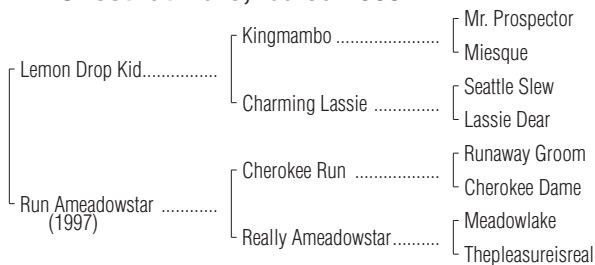 Mr. Prospector
Kingmambo ....................
Miesque
Lemon Drop Kid...............
Seattle Slew
Charming Lassie .............
Lassie Dear
Runaway Groom
Cherokee Run .................
Cherokee Dame
Run Ameadowstar ...........
(1997)
Meadowlake
Really Ameadowstar..........
Thepleasureisreal